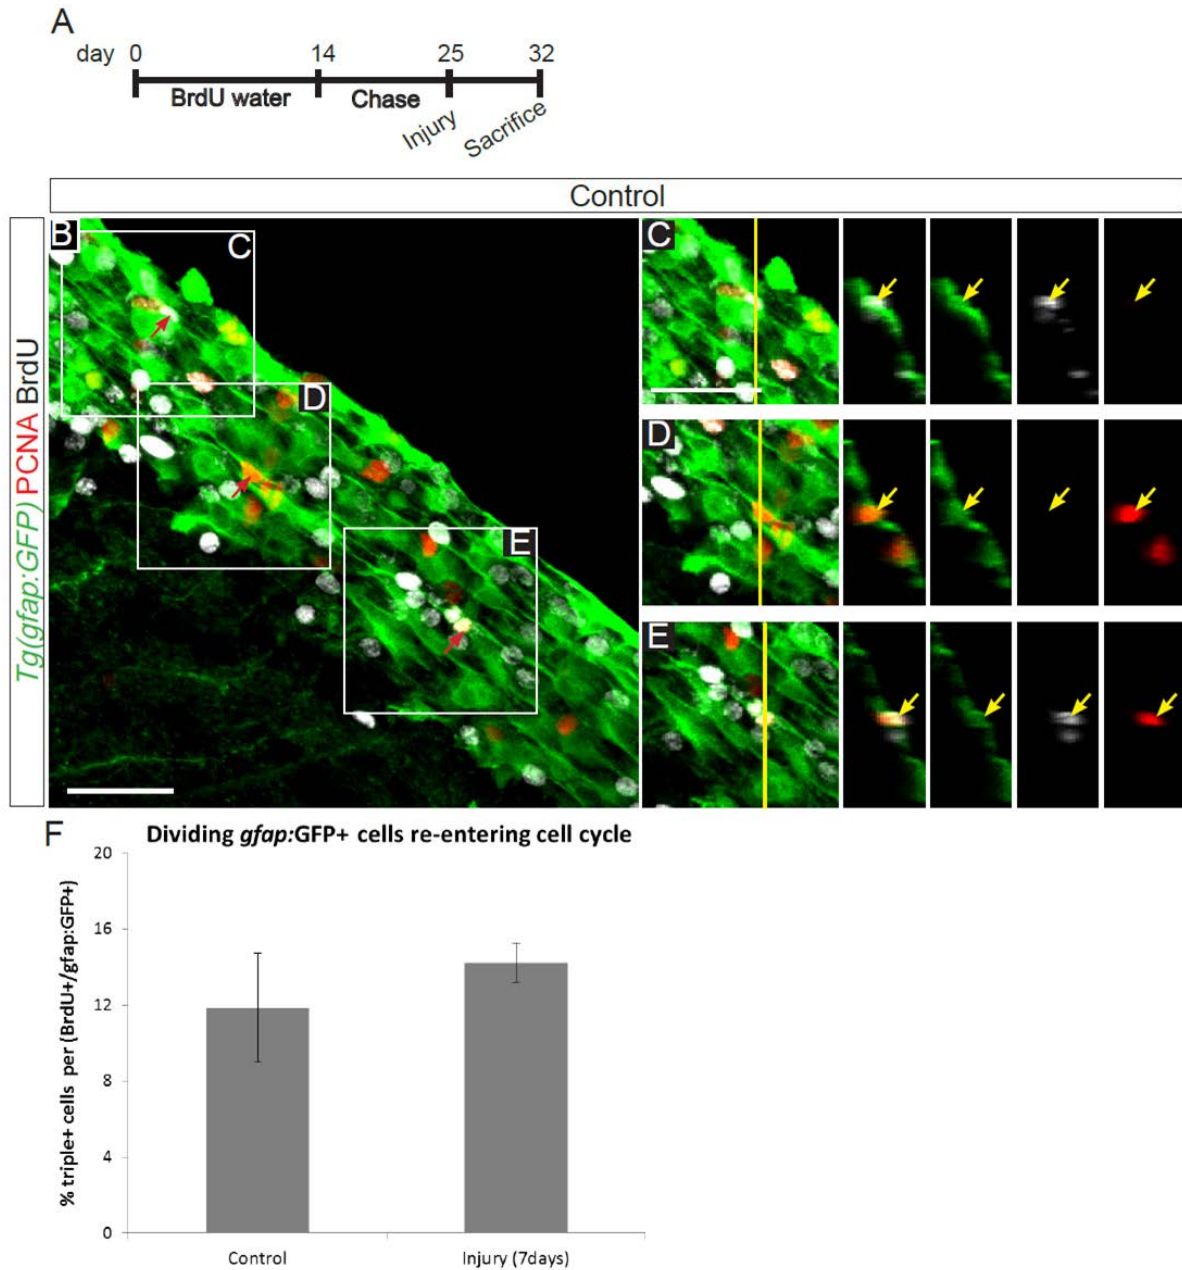 A
day 0 14 25 32
BrdU water Chase
Injury Sacrifice
Control
Tg(gfap:GFP) PCNA BrdU
B
C
D
E
C
D
E
F
Dividing gfap:GFP+ cells re-entering cell cycle
% triple+ cells per (BrdU+/gfap:GFP+)
20
16
12
8
4
0
Control Injury (7days)